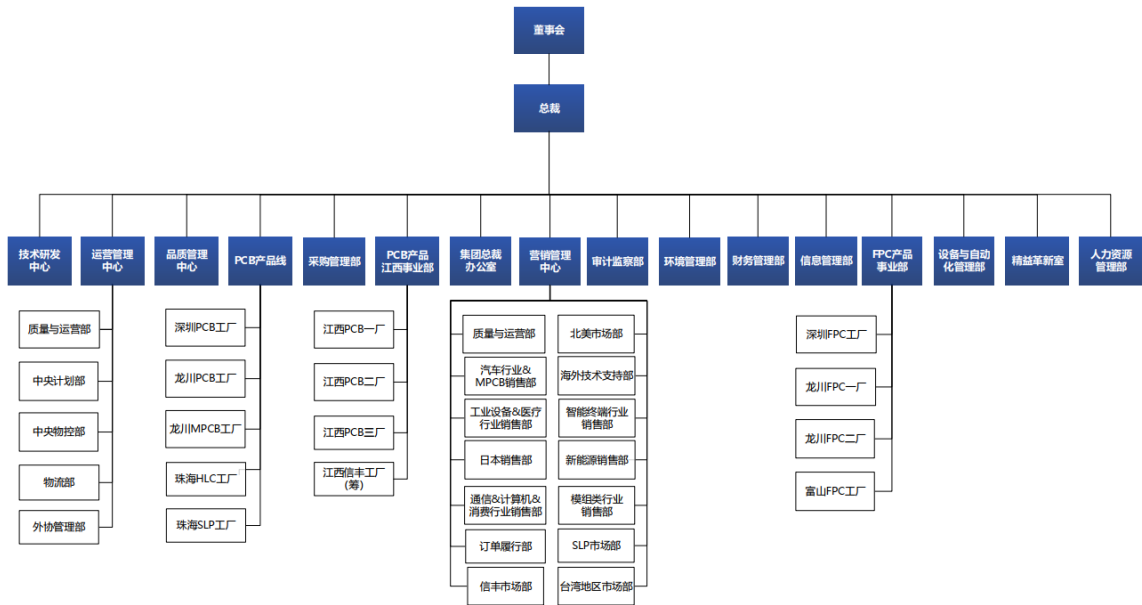 董事会
总裁
技术研发
中心
运营管理
中心
品质管理
中心
PCB产品线
采购管理部
PCB产品
江西事业部
集团总裁
办公室
营销管理
中心
审计监察部
环境管理部
财务管理部
信息管理部
FPC产品
事业部
设备与自动
化管理部
精益革新室
人力资源
管理部
质量与运营部
中央计划部
中央物控部
物流部
外协管理部
深圳PCB工厂
龙川PCB工厂
龙川MPCB工厂
珠海HLC工厂
珠海SLP工厂
江西PCB一厂
江西PCB二厂
江西PCB三厂
江西信丰工厂
(筹)
质量与运营部
汽车行业&
MPCB销售部
工业设备&医疗
行业销售部
日本销售部
通信&计算机&
消费行业销售部
订单履行部
信丰市场部
北美市场部
海外技术支持部
智能终端行业
销售部
新能源销售部
模组类行业
销售部
SLP市场部
台湾地区市场部
深圳FPC工厂
龙川FPC一厂
龙川FPC二厂
富山FPC工厂